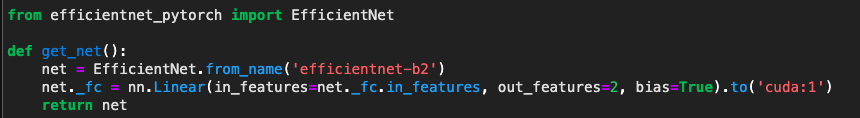 from efficientnet_pytorch import EfficientNet
def get_net():
    net = EfficientNet.from_name('efficientnet-b2')
    net._fc = nn.Linear(in_features=net._fc.in_features, out_features=2, bias=True).to('cuda:1')
    return net